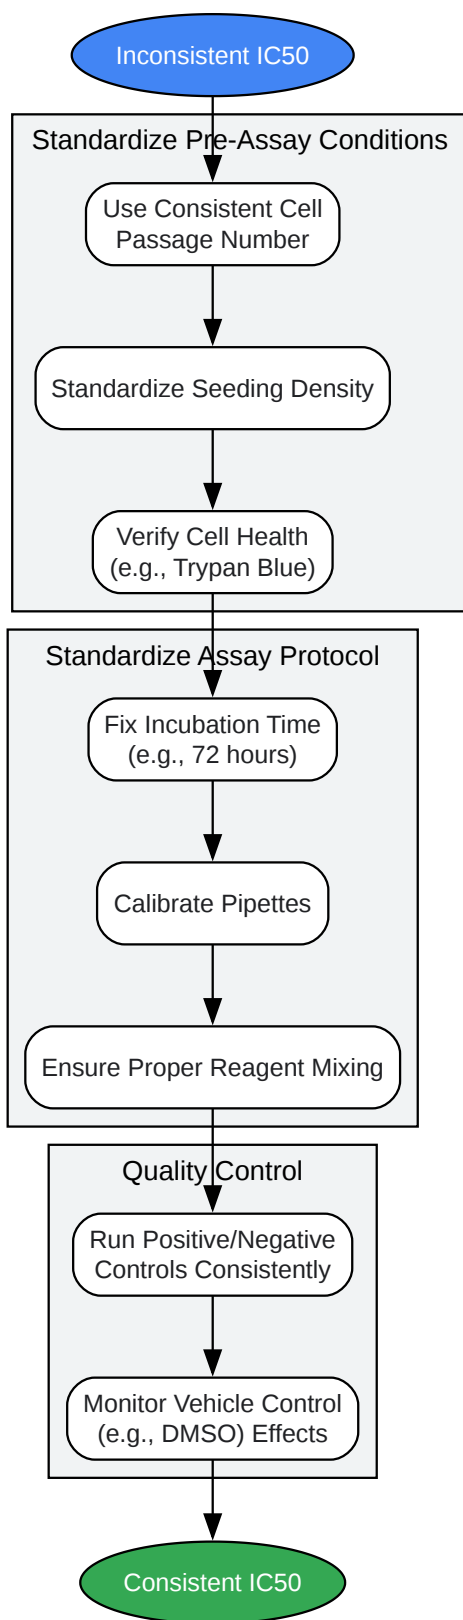 Inconsistent IC50
Standardize Pre-Assay Conditions
Use Consistent Cell
Passage Number
Standardize Seeding Density
Verify Cell Health
(e.g., Trypan Blue)
Standardize Assay Protocol
Fix Incubation Time
(e.g., 72 hours)
Calibrate Pipettes
Ensure Proper Reagent Mixing
Quality Control
Run Positive/Negative
Controls Consistently
Monitor Vehicle Control
(e.g., DMSO) Effects
Consistent IC50